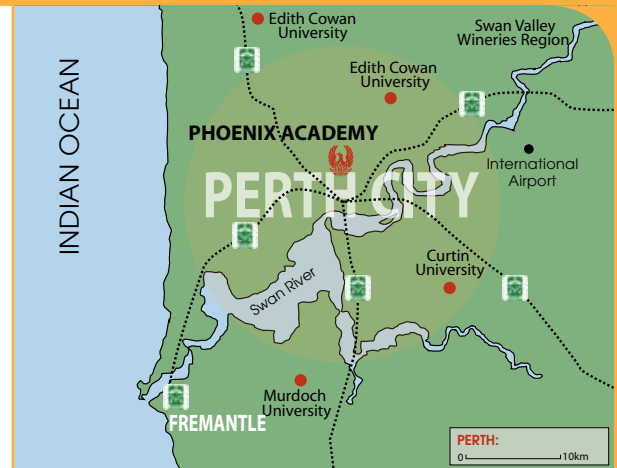 Edith Cowan
University
Swan Valley
Wineries Region
Edith Cowan
University
INDIAN OCEAN
PHOENIX ACADEMY
International
Airport
PERTH CITY
Curtin
University
Swan River
Murdoch
University
FREMANTLE
PERTH:
0 10km